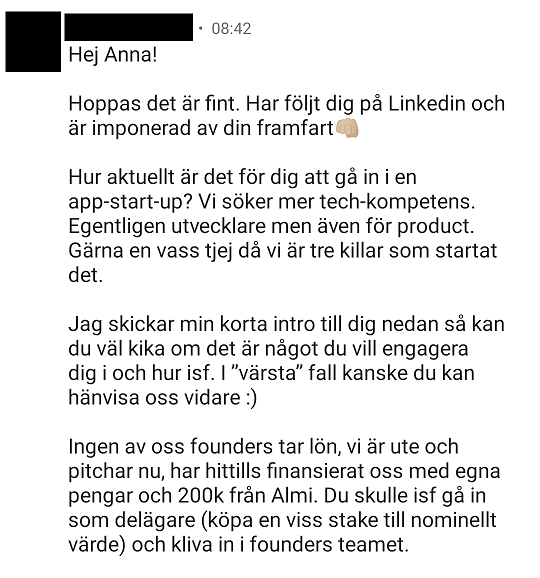 · 08:42
Hej Anna!
Hoppas det är fint. Har följt dig på Linkedin och
är imponerad av din framfart👊🏼
Hur aktuellt är det för dig att gå in i en
app-start-up? Vi söker mer tech-kompetens.
Egentligen utvecklare men även för product.
Gärna en vass tjej då vi är tre killar som startat
det.
Jag skickar min korta intro till dig nedan så kan
du väl kika om det är något du vill engagera
dig i och hur isf. I ”värsta” fall kanske du kan
hänvisa oss vidare :)
Ingen av oss founders tar lön, vi är ute och
pitchar nu, har hittills finansierat oss med egna
pengar och 200k från Almi. Du skulle isf gå in
som delägare (köpa en viss stake till nominellt
värde) och kliva in i founders teamet.